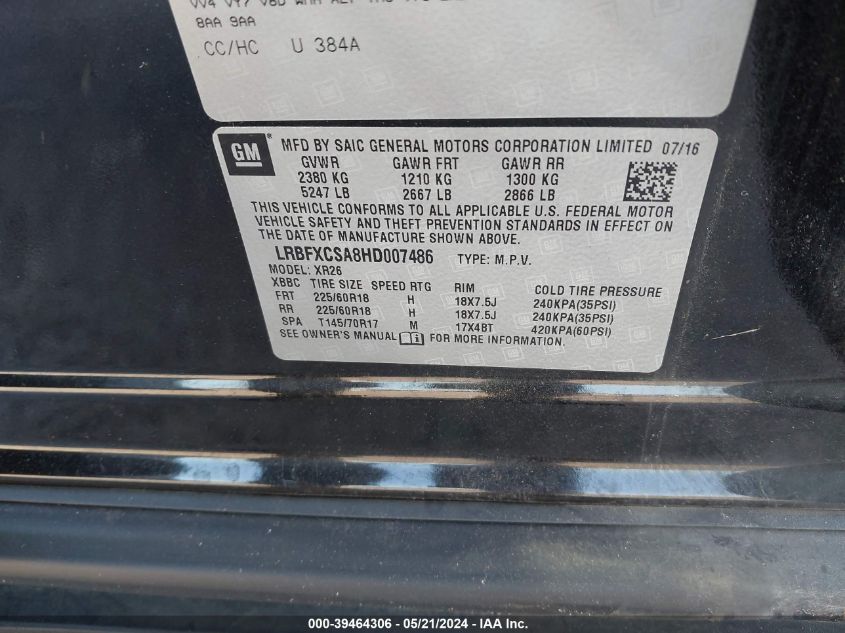 8AA 9AA
CC/HC U 384A
GM
MFD BY SAIC GENERAL MOTORS CORPORATION LIMITED 07/16
GVWR GAWR FRT GAWR RR
2380 KG 1210 KG 1300 KG
5247 LB 2667 LB 2866 LB
THIS VEHICLE CONFORMS TO ALL APPLICABLE U.S. FEDERAL MOTOR
VEHICLE SAFETY AND THEFT PREVENTION STANDARDS IN EFFECT ON
THE DATE OF MANUFACTURE SHOWN ABOVE.
LRBFXCSA8HD007486 TYPE: M.P.V.
MODEL: XR26
XBBC TIRE SIZE SPEED RTG RIM COLD TIRE PRESSURE
FRT 225/60R18 H 18X7.5J 240KPA(35PSI)
RR 225/60R18 H 18X7.5J 240KPA(35PSI)
SPA T145/70R17 M 17X4BT 420KPA(60PSI)
SEE OWNER'S MANUAL FOR MORE INFORMATION.
000-39464306 - 05/21/2024 - IAA Inc.